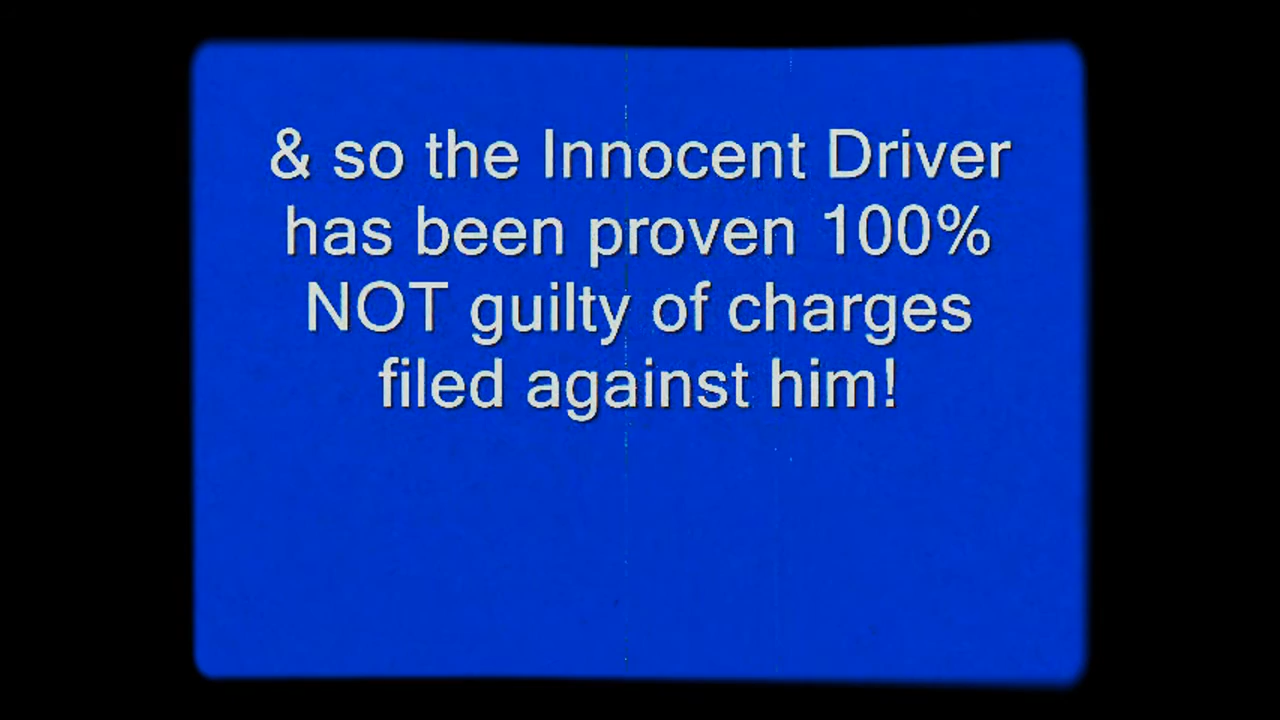 & so the Innocent Driver
has been proven 100%
NOT guilty of charges
filed against him!